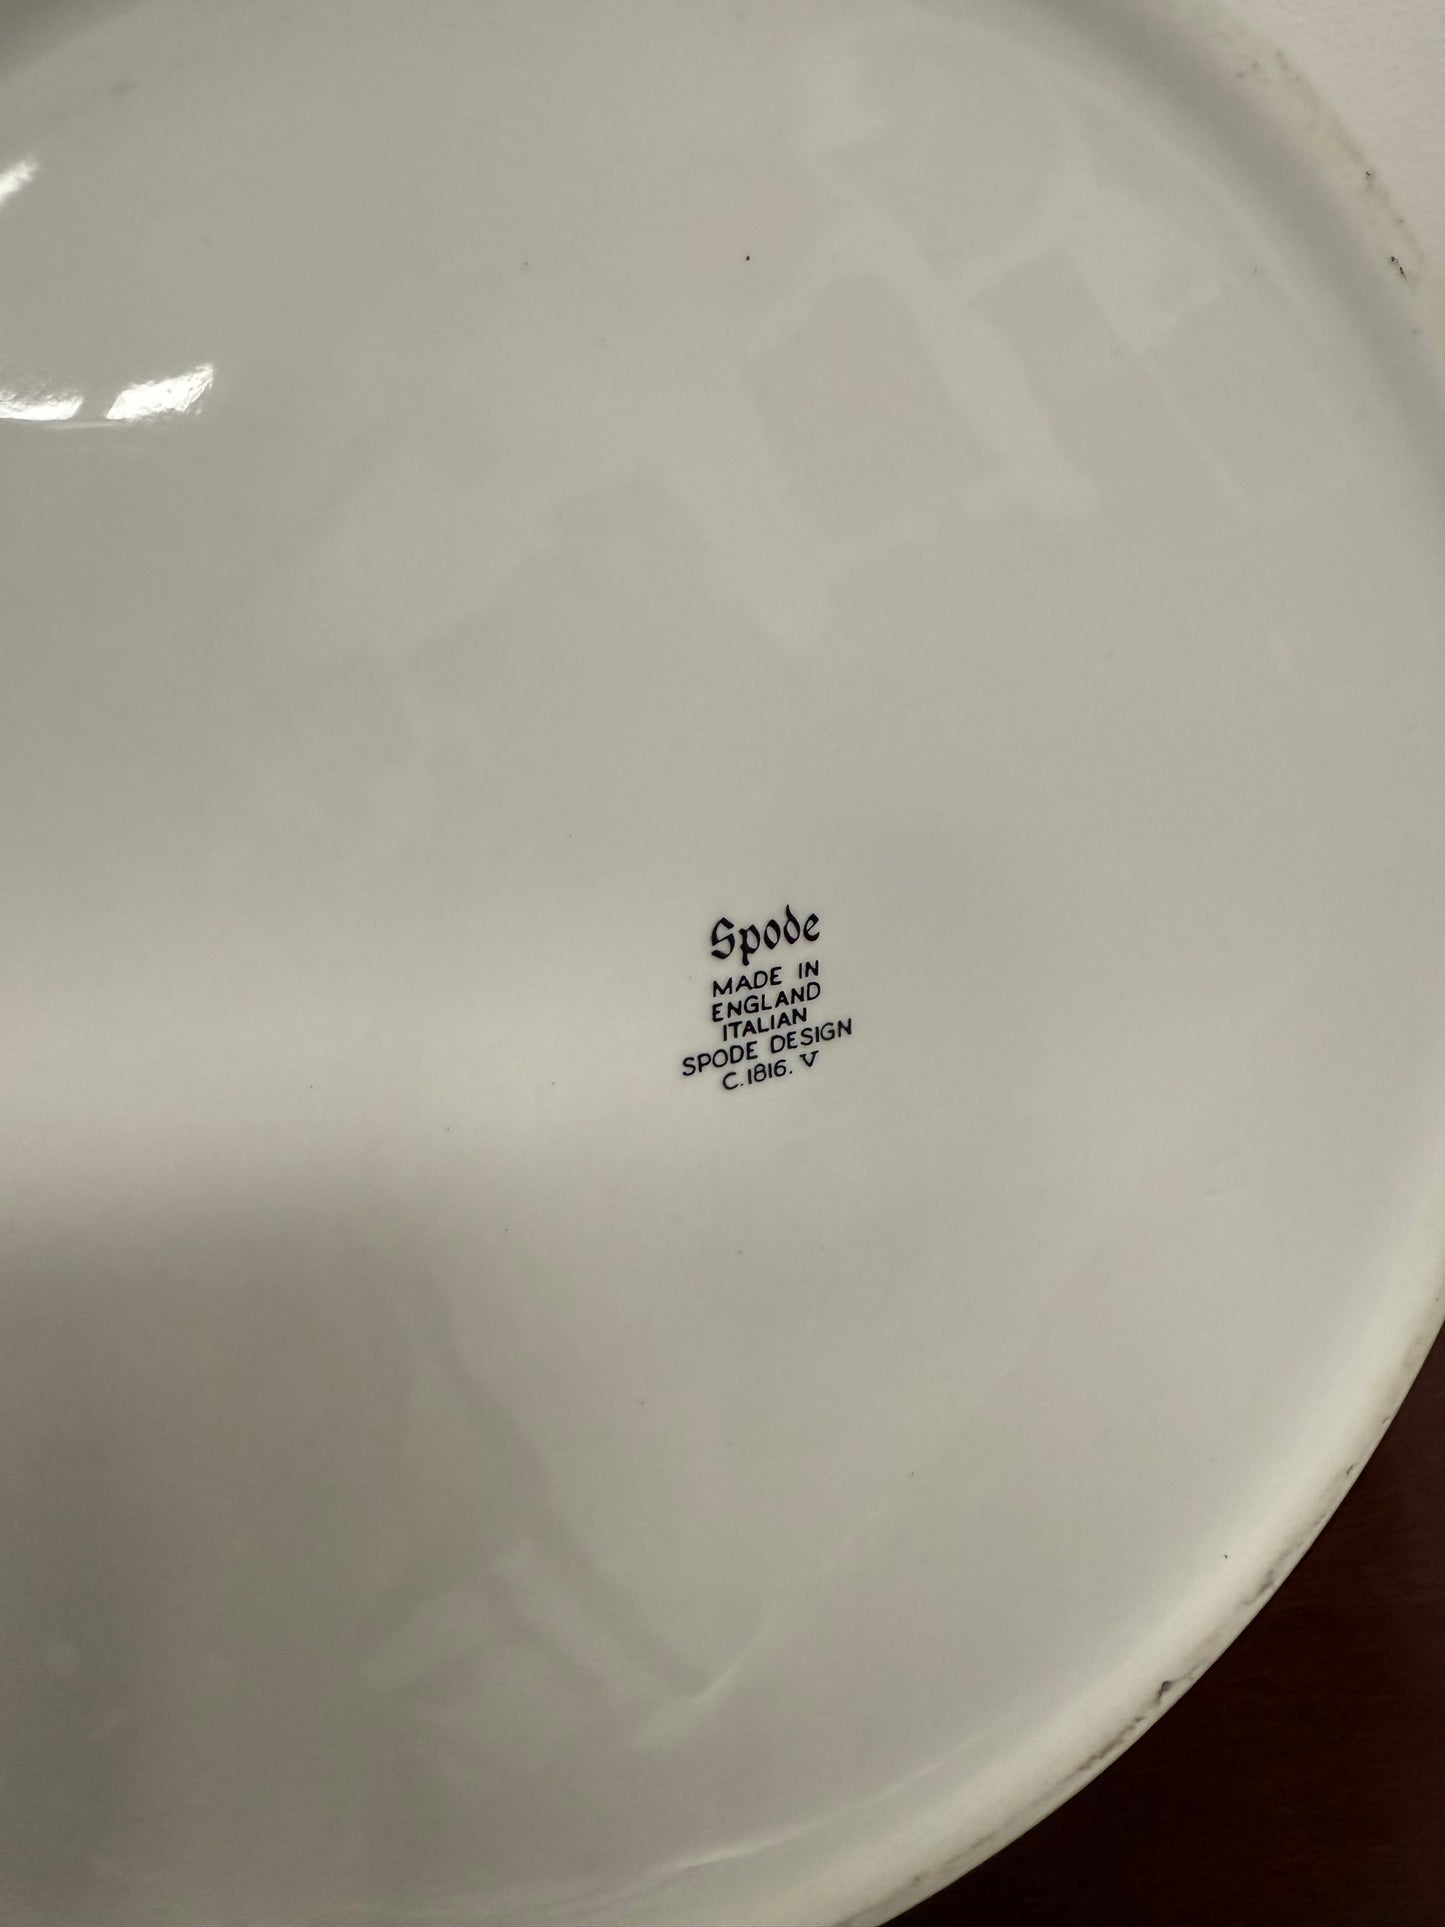 Spode
MADE IN
ENGLAND
ITALIAN
SPODE DESIGN
C.1816. V